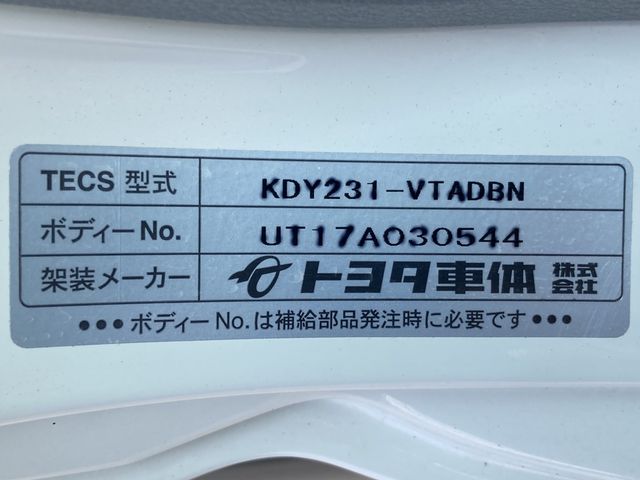 TECS 型式 KDY231-VTADBN
ボディーNo. UT17A030544
架装メーカー トヨタ車体 株式会社
●●●ボディーNo.は補給部品発注時に必要です●●●